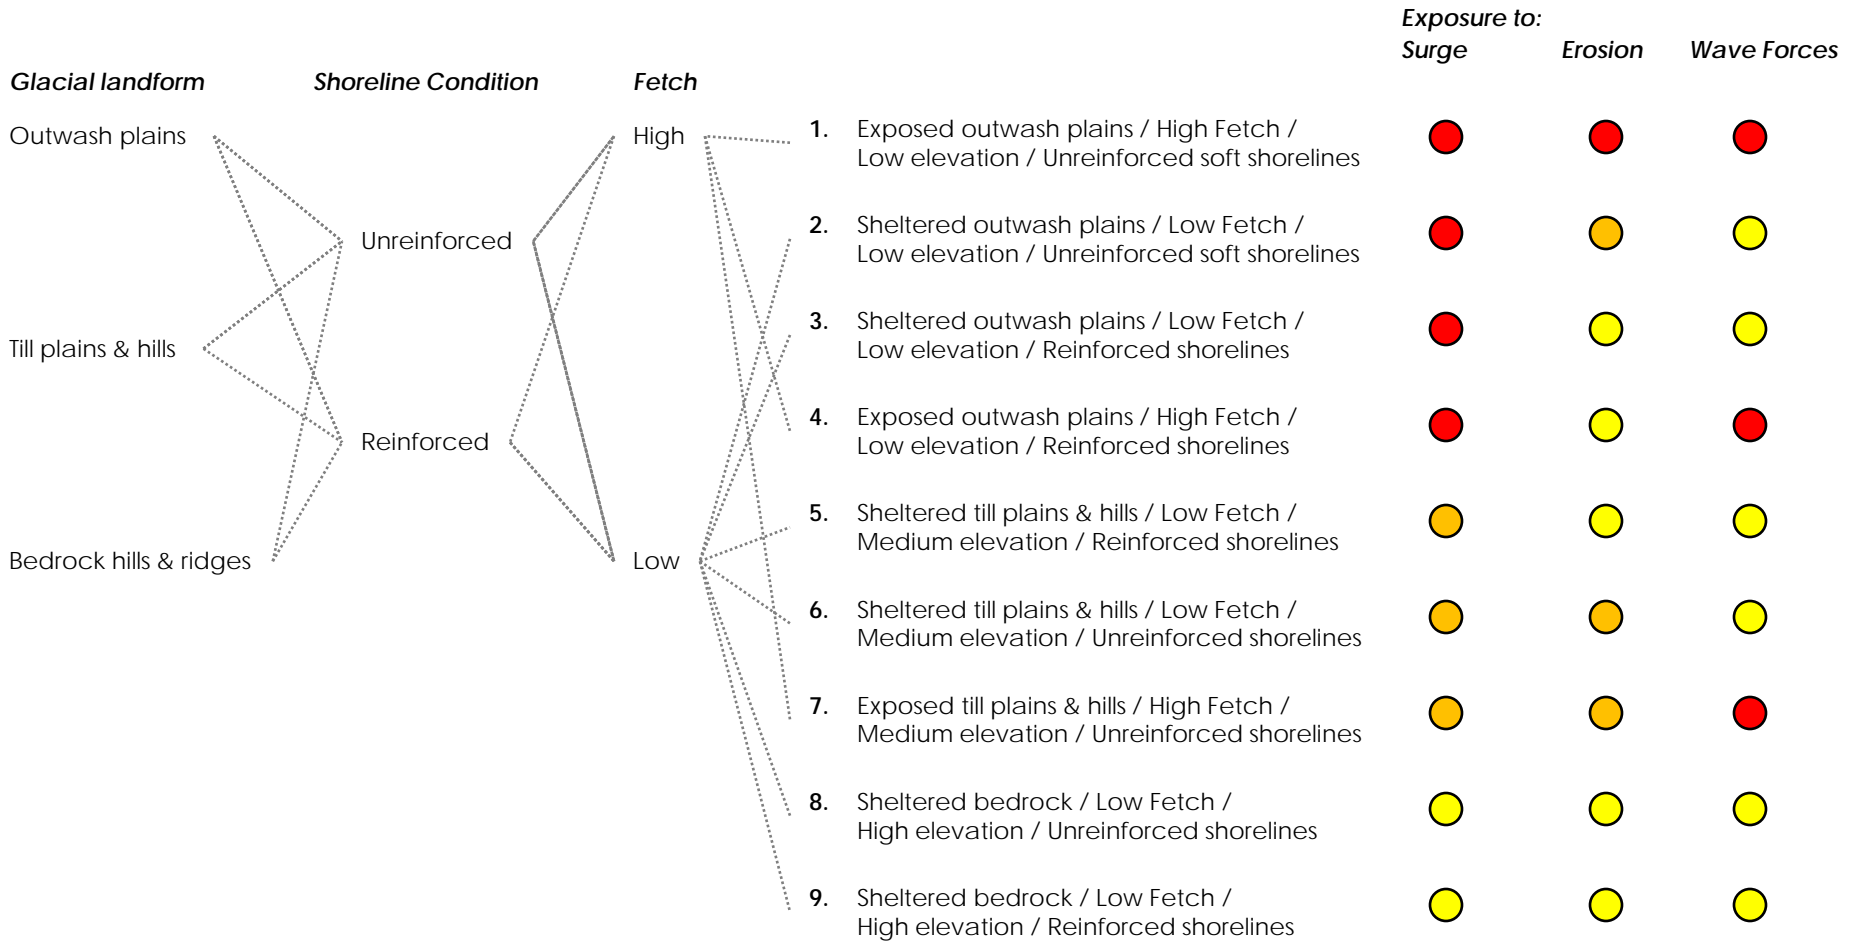 Exposure to:
Surge Erosion Wave Forces
Glacial landform Shoreline Condition Fetch
Outwash plains
Unreinforced
Till plains & hills
Reinforced
Bedrock hills & ridges
High
Low
1. Exposed outwash plains / High Fetch /
Low elevation / Unreinforced soft shorelines
2. Sheltered outwash plains / Low Fetch /
Low elevation / Unreinforced soft shorelines
3. Sheltered outwash plains / Low Fetch /
Low elevation / Reinforced shorelines
4. Exposed outwash plains / High Fetch /
Low elevation / Reinforced shorelines
5. Sheltered till plains & hills / Low Fetch /
Medium elevation / Reinforced shorelines
6. Sheltered till plains & hills / Low Fetch /
Medium elevation / Unreinforced shorelines
7. Exposed till plains & hills / High Fetch /
Medium elevation / Unreinforced shorelines
8. Sheltered bedrock / Low Fetch /
High elevation / Unreinforced shorelines
9. Sheltered bedrock / Low Fetch /
High elevation / Reinforced shorelines